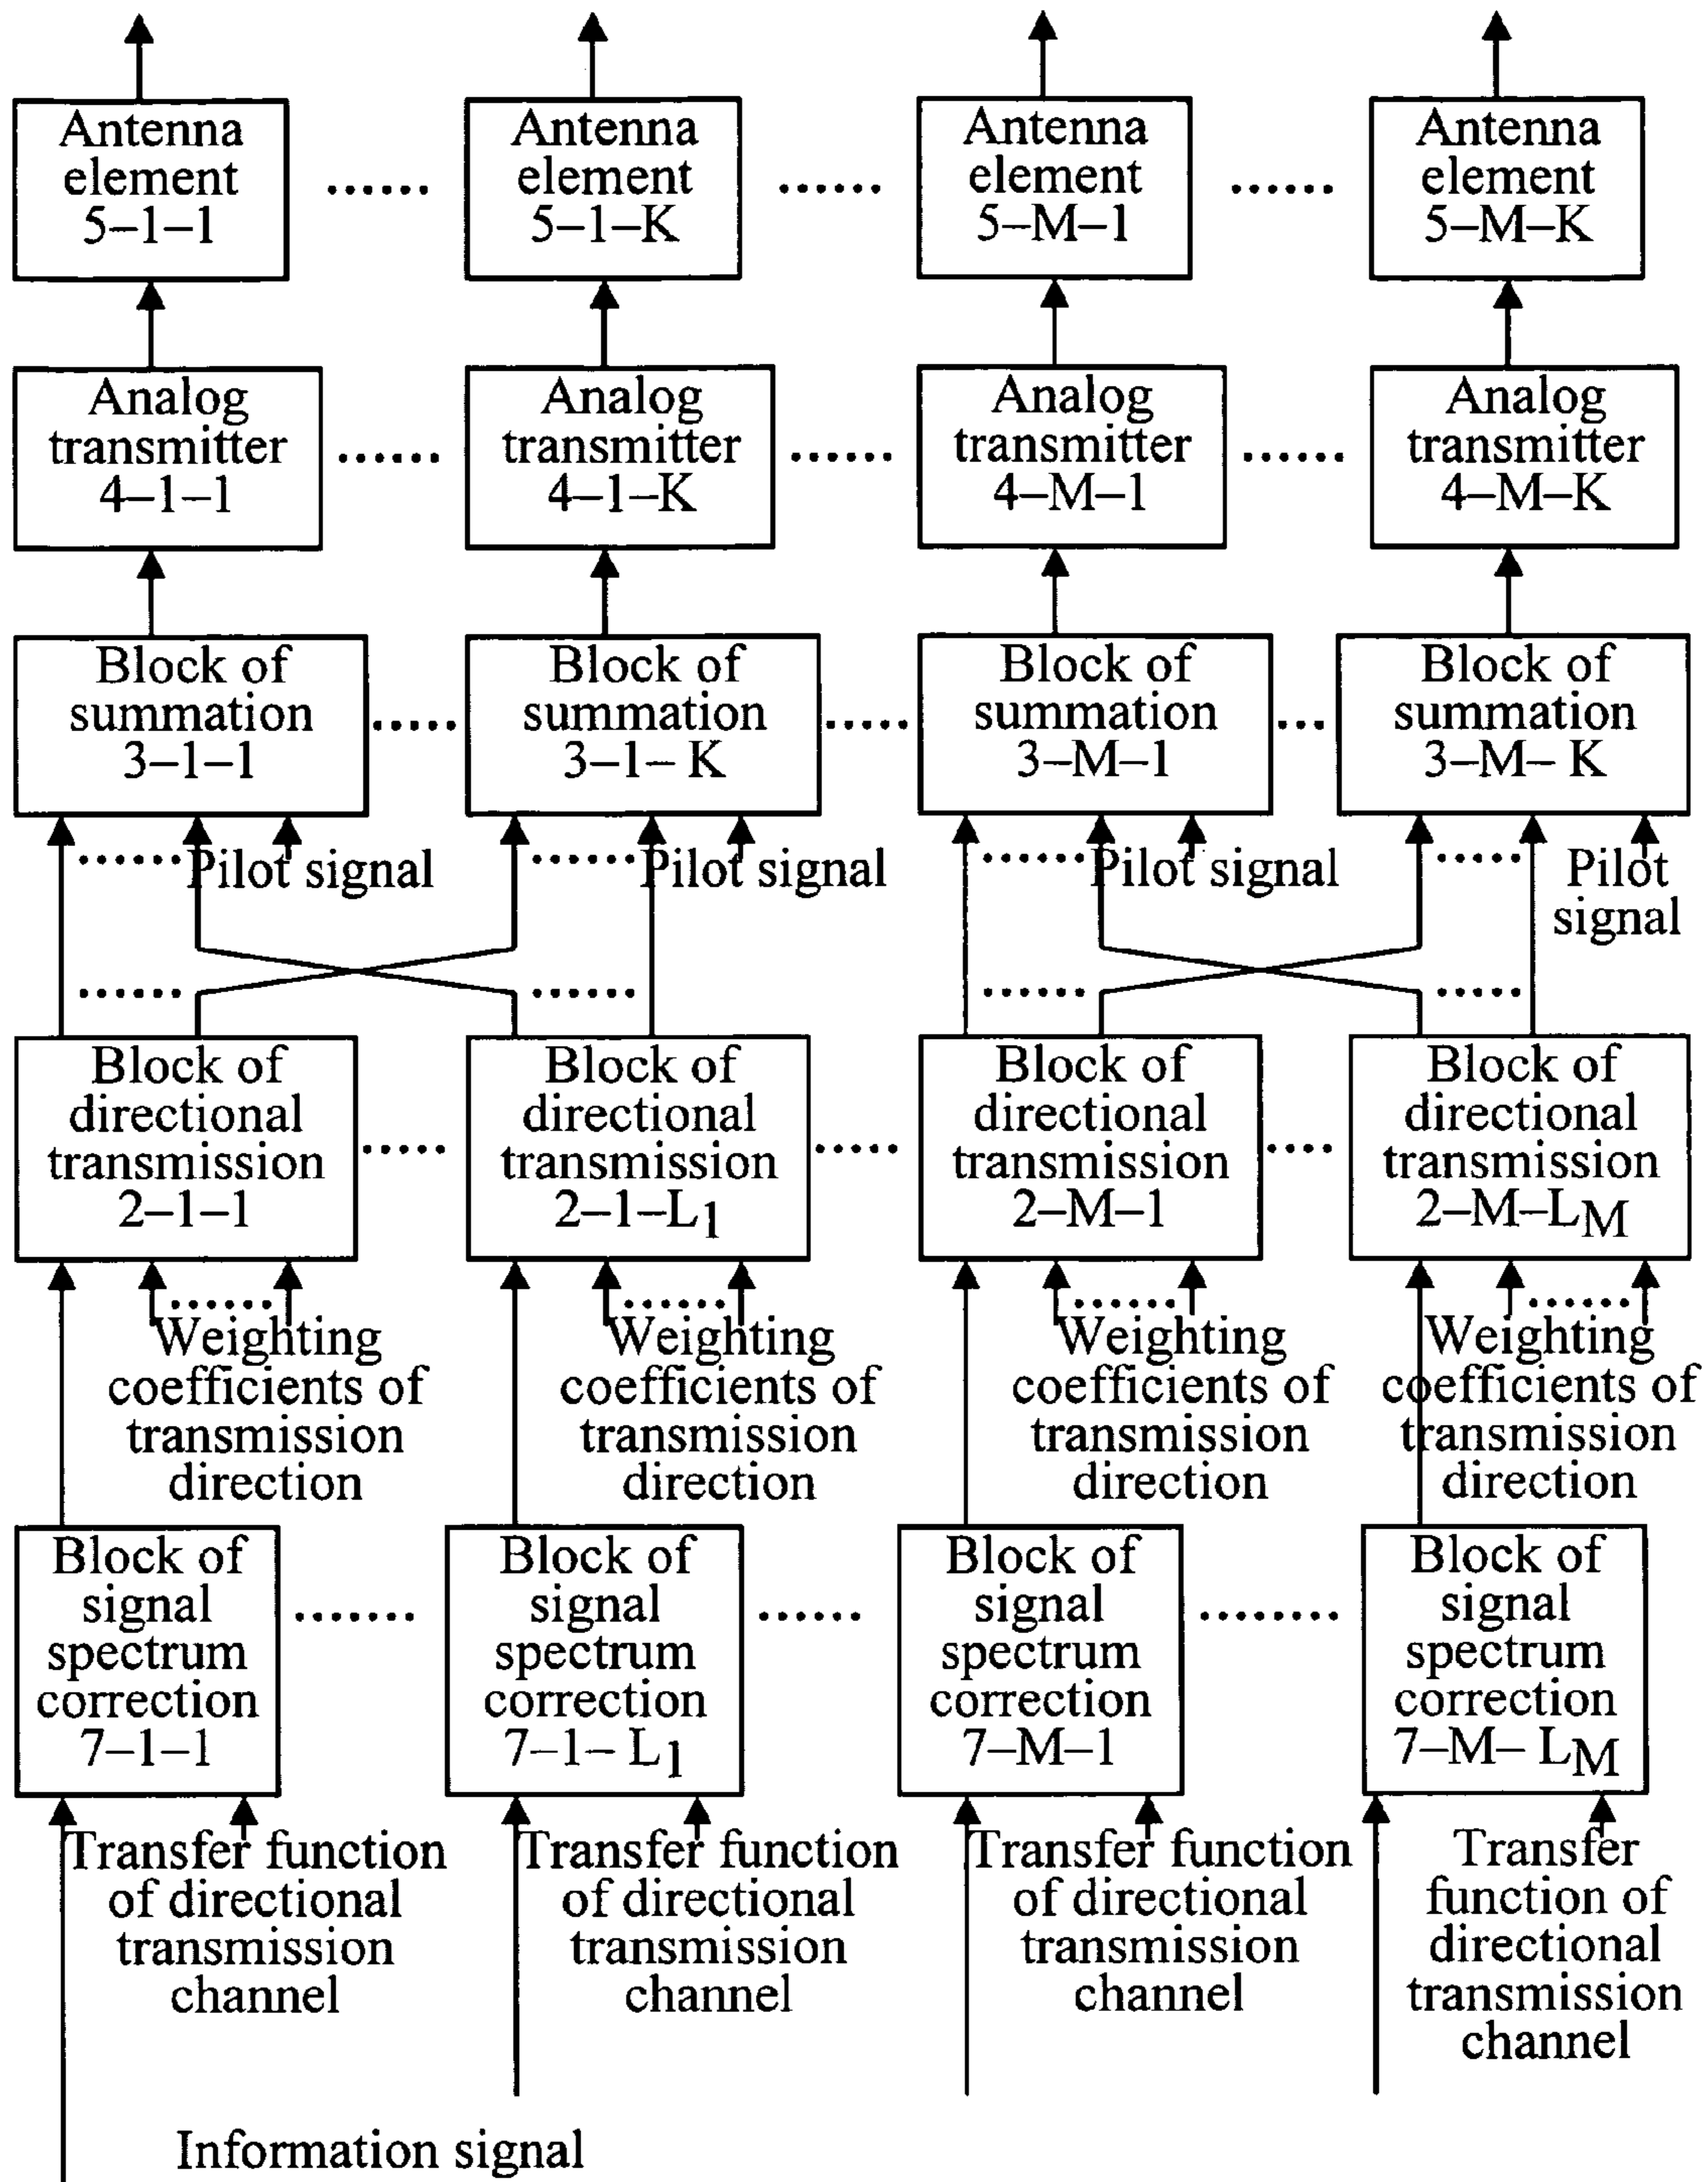 Antenna element 5–1–1
Antenna element 5–1–K
Antenna element 5–M–1
Antenna element 5–M–K
Analog transmitter 4–1–1
Analog transmitter 4–1–K
Analog transmitter 4–M–1
Analog transmitter 4–M–K
Block of summation 3–1–1
Block of summation 3–1– K
Block of summation 3–M–1
Block of summation 3–M– K
Pilot signal
Pilot signal
Pilot signal
Pilot signal
Block of directional transmission 2–1–1
Block of directional transmission 2–1–L1
Block of directional transmission 2–M–1
Block of directional transmission 2–M–LM
Weighting coefficients of transmission direction
Weighting coefficients of transmission direction
Weighting coefficients of transmission direction
Weighting coefficients of transmission direction
Block of signal spectrum correction 7–1–1
Block of signal spectrum correction 7–1– L1
Block of signal spectrum correction 7–M–1
Block of signal spectrum correction 7–M– LM
Transfer function of directional transmission channel
Transfer function of directional transmission channel
Transfer function of directional transmission channel
Transfer function of directional transmission channel
Information signal